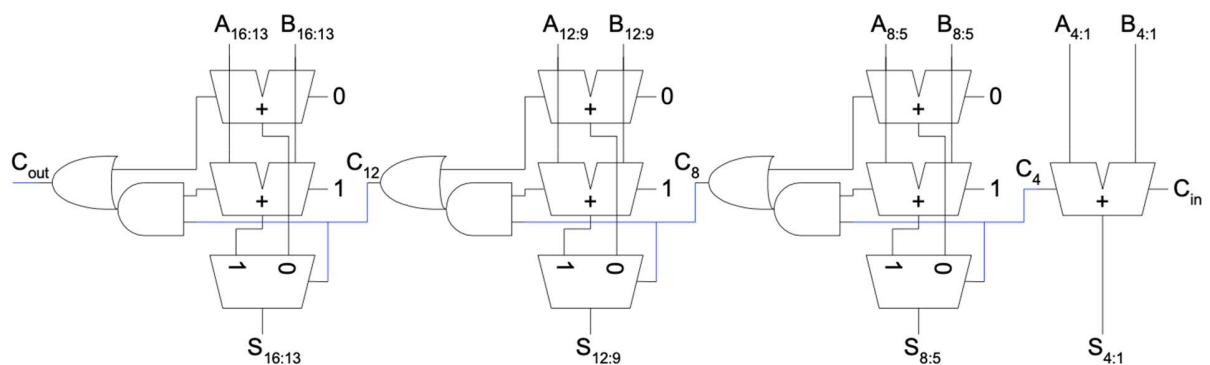 A16:13 B16:13 A12:9 B12:9 A8:5 B8:5 A4:1 B4:1
+ 0 + 0 + 0
Cout + 1 C12 + 1 C8 + 1 C4 + Cin
1 0 1 0 1 0
S16:13 S12:9 S8:5 S4:1